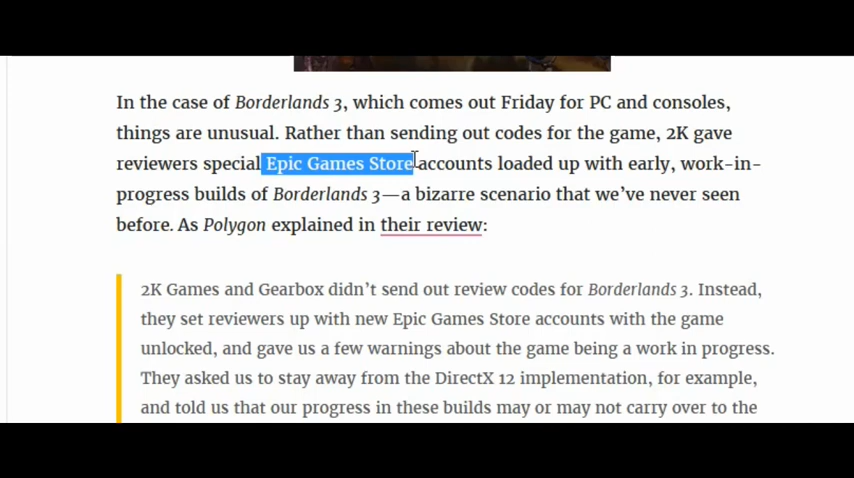 In the case of Borderlands 3, which comes out Friday for PC and consoles,
things are unusual. Rather than sending out codes for the game, 2K gave
reviewers special Epic Games Store accounts loaded up with early, work-in-
progress builds of Borderlands 3—a bizarre scenario that we’ve never seen
before. As Polygon explained in their review:
2K Games and Gearbox didn’t send out review codes for Borderlands 3. Instead,
they set reviewers up with new Epic Games Store accounts with the game
unlocked, and gave us a few warnings about the game being a work in progress.
They asked us to stay away from the DirectX 12 implementation, for example,
and told us that our progress in these builds may or may not carry over to the